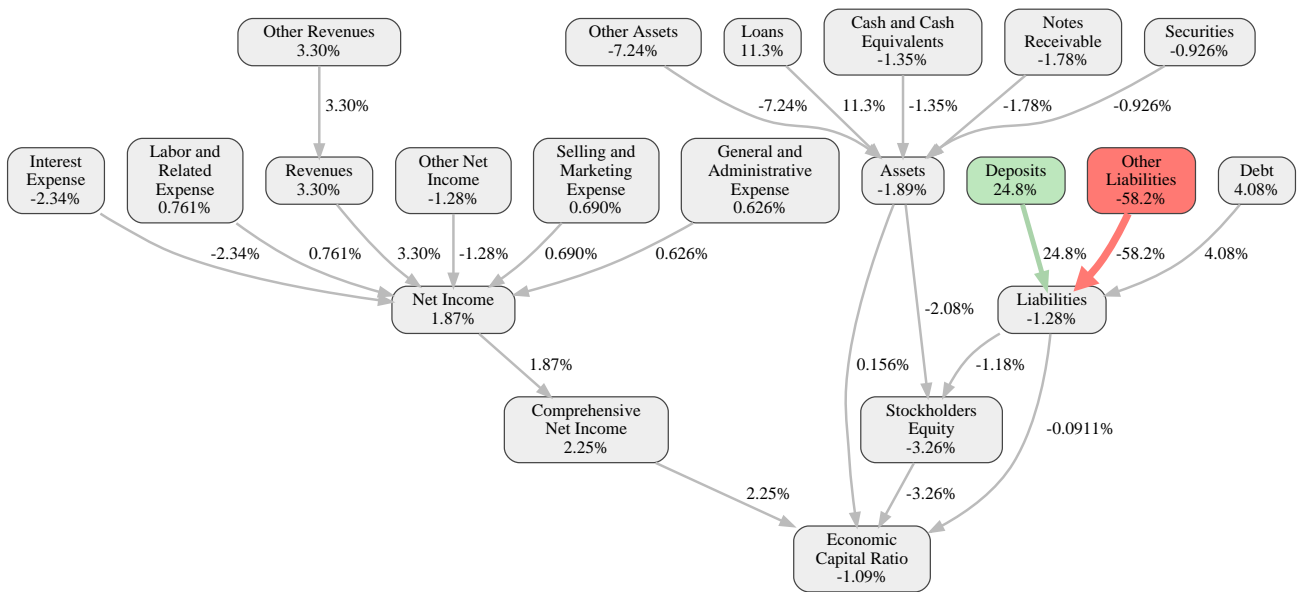 Other Revenues
3.30%
Other Assets
-7.24%
Loans
11.3%
Cash and Cash
Equivalents
-1.35%
Notes
Receivable
-1.78%
Securities
-0.926%
3.30%
-7.24%
11.3%
-1.35%
-1.78%
-0.926%
Interest
Expense
-2.34%
Labor and
Related
Expense
0.761%
Revenues
3.30%
Other Net
Income
-1.28%
Selling and
Marketing
Expense
0.690%
General and
Administrative
Expense
0.626%
Assets
-1.89%
Deposits
24.8%
Other
Liabilities
-58.2%
Debt
4.08%
-2.34%
0.761%
3.30%
-1.28%
0.690%
0.626%
24.8%
-58.2%
4.08%
Net Income
1.87%
-2.08%
Liabilities
-1.28%
1.87%
0.156%
-1.18%
Comprehensive
Net Income
2.25%
Stockholders
Equity
-3.26%
-0.0911%
2.25%
-3.26%
Economic
Capital Ratio
-1.09%